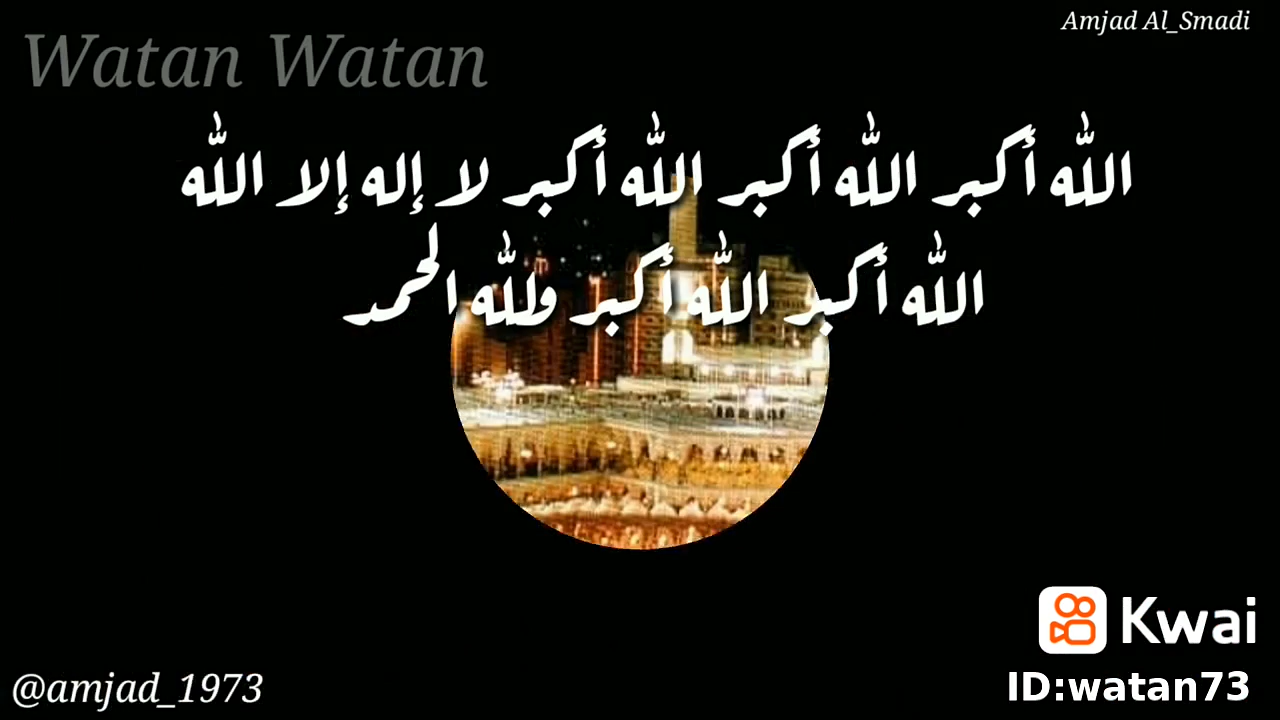 Amjad Al_Smadi
Watan Watan
الله أكبر الله أكبر الله أكبر لا إله إلا الله
الله أكبر الله أكبر ولله الحمد
Kwai
@amjad_1973
ID:watan73